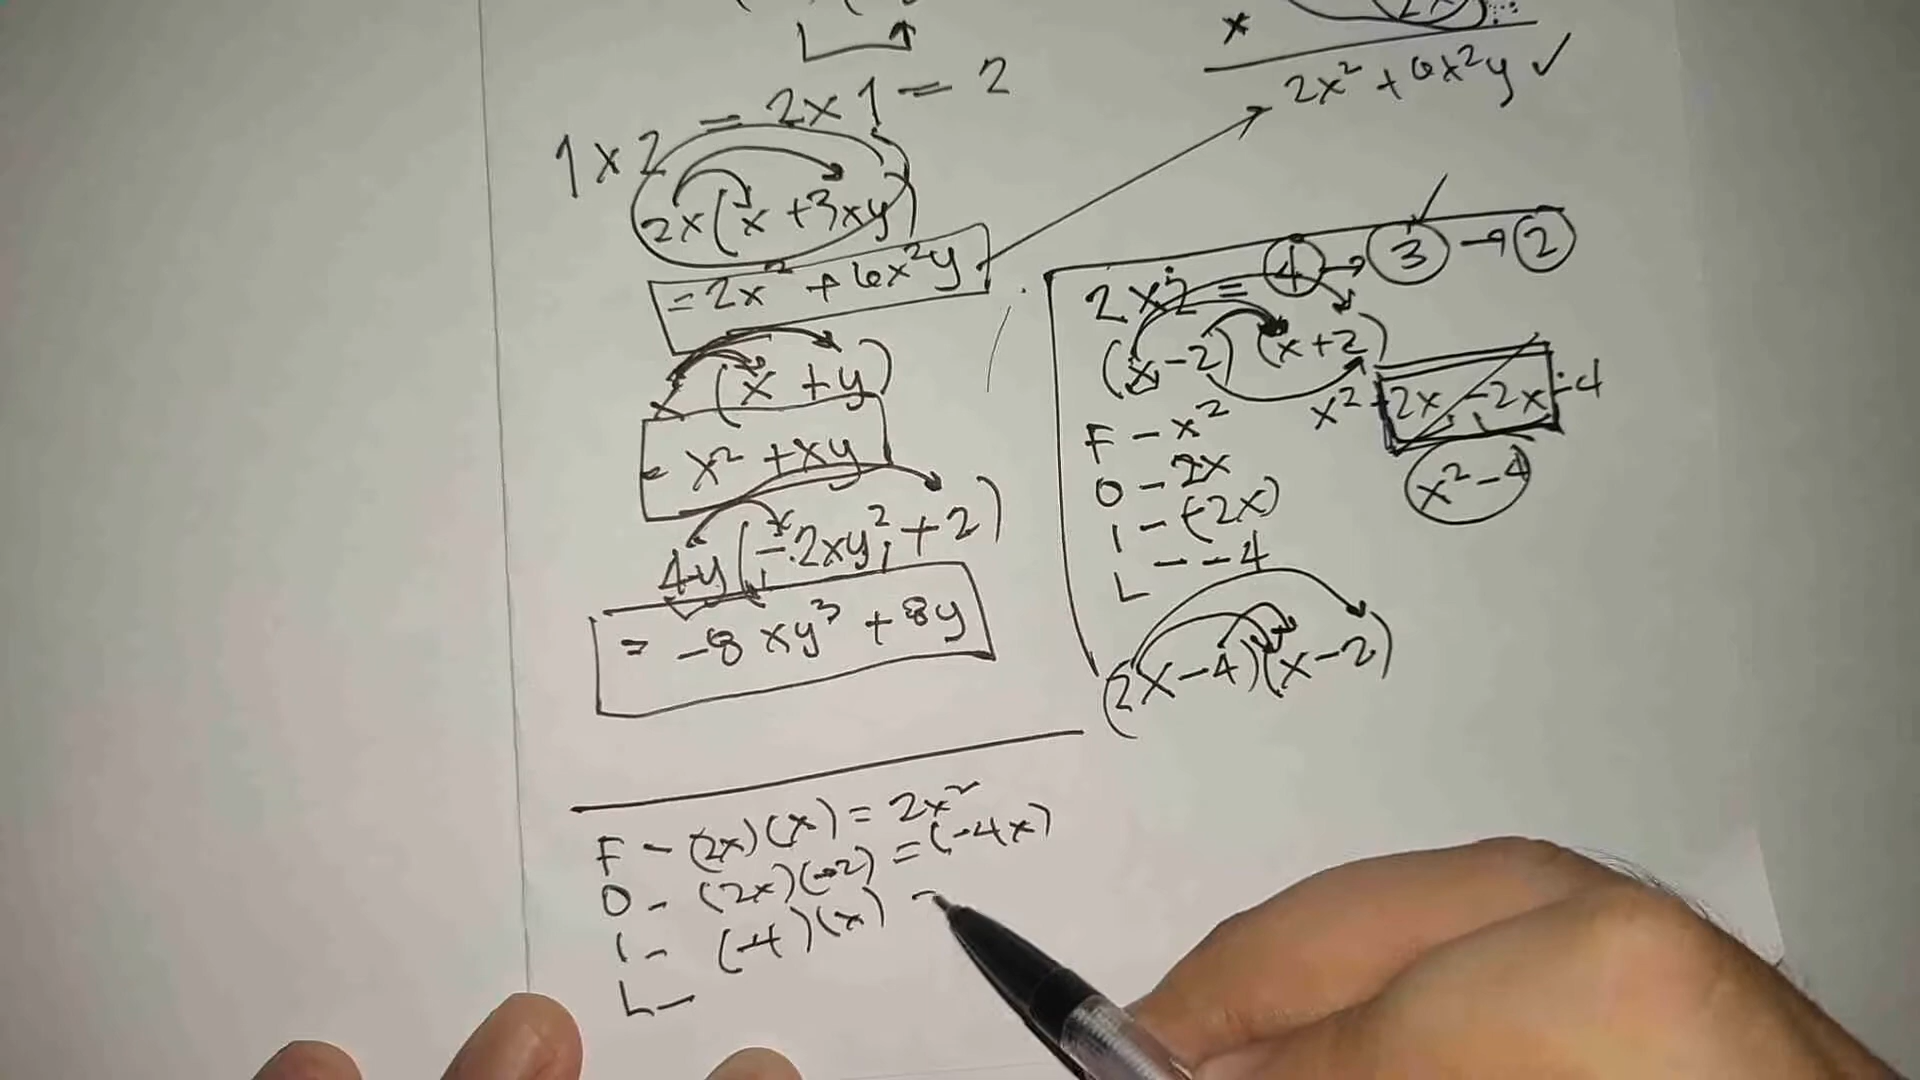 1 x 2 = 2 x 1 = 2
2x(x + 3xy)
= 2x² + 6x²y
x (x + y)
= x² + xy
4y(-2xy² + 2)
= -8xy³ + 8y
x
2x² + 6x²y ✓
2 x 2 = 4 → 3 → 2
(x - 2) (x + 2)
x² + 2x - 2x - 4
x² - 4
F - x²
O - 2x
I - (-2x)
L - -4
(2x - 4)(x - 2)
F - (2x)(x) = 2x²
O - (2x)(-2) = (-4x)
I - (-4)(x) =
L -